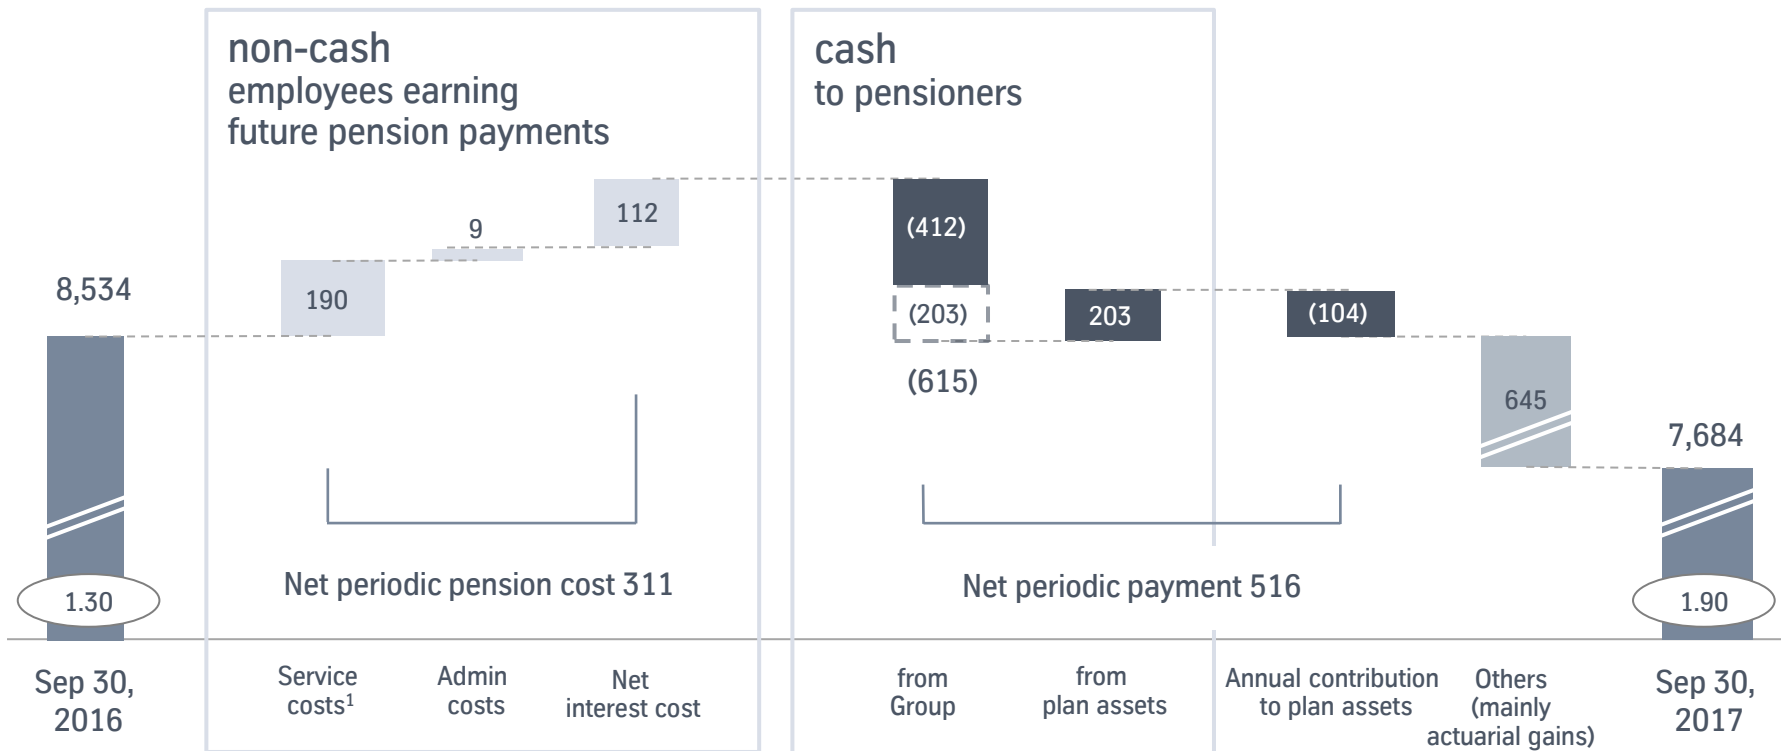 non-cash
employees earning
future pension payments
cash
to pensioners
8,534
190
9
112
(412)
(203)
(615)
203
(104)
645
7,684
Net periodic pension cost 311
Net periodic payment 516
1.30
1.90
Sep 30,
2016
Service
costs¹
Admin
costs
Net
interest cost
from
Group
from
plan assets
Annual contribution
to plan assets
Others
(mainly
actuarial gains)
Sep 30,
2017